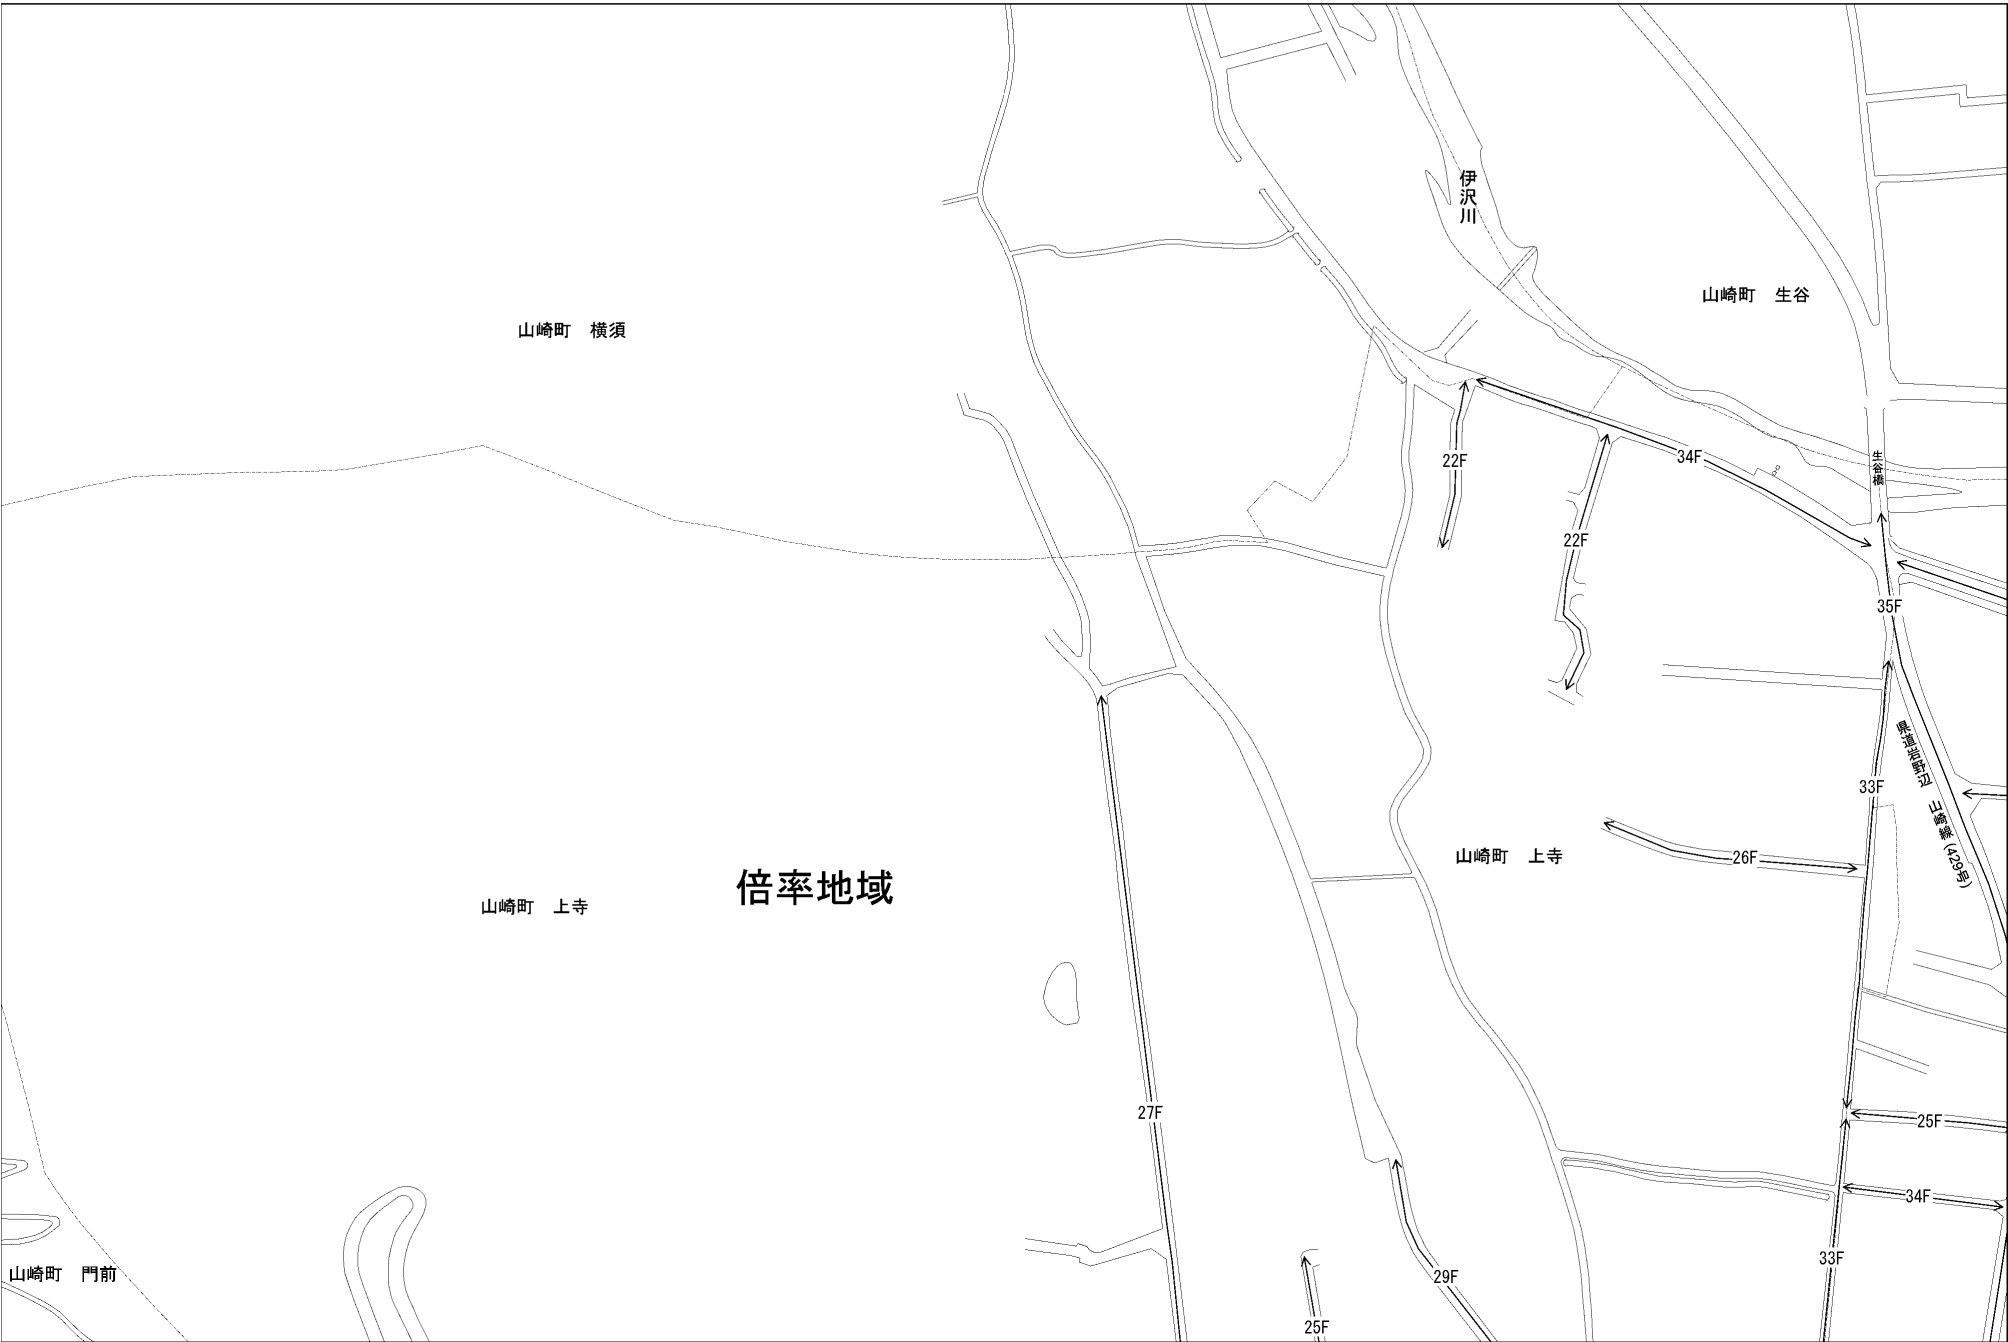 伊沢川
山崎町　生谷
山崎町　横須
22F
34F
生谷橋
22F
35F
県道岩野辺　山崎線(429号)
33F
26F
山崎町　上寺
倍率地域
山崎町　上寺
27F
25F
34F
33F
山崎町　門前
29F
25F